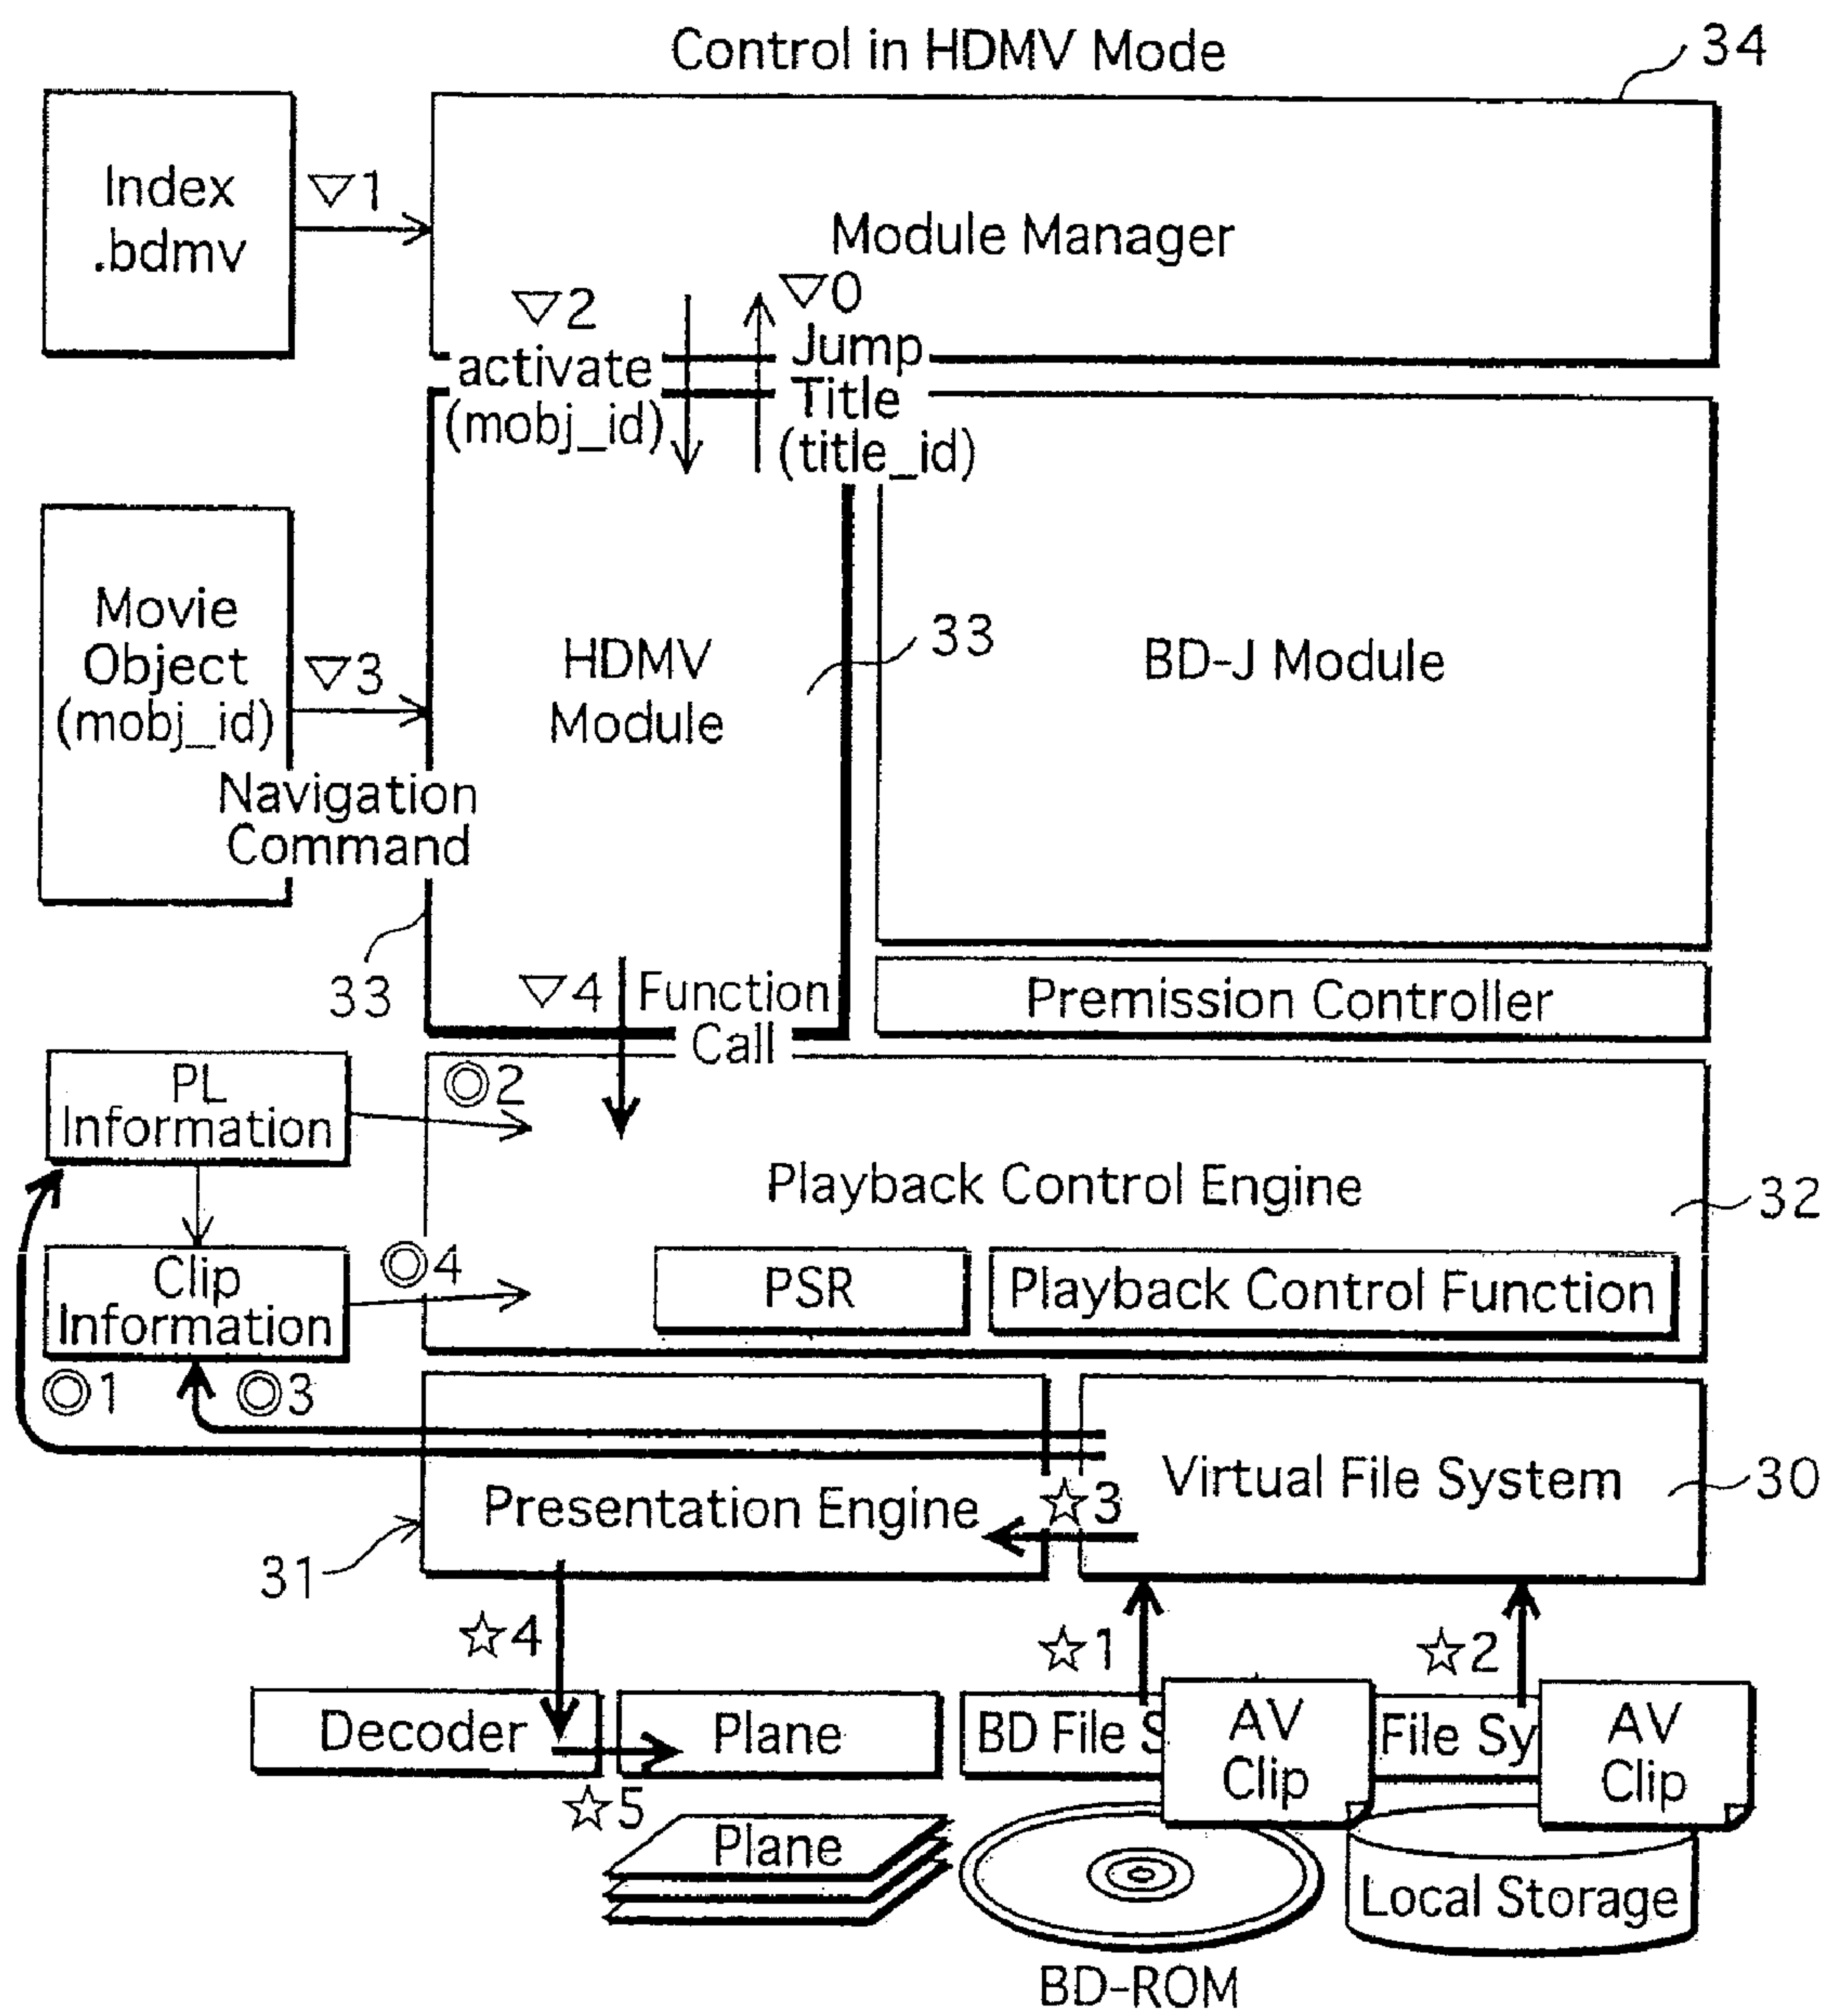 Control in HDMV Mode
34
Index
.bdmv
▽1
Module Manager
▽2
activate
(mobj_id)
▽0
Jump
Title
(title_id)
Movie
Object
(mobj_id)
▽3
Navigation
Command
HDMV
Module
33
BD-J Module
33
▽4
Function
Call
Premission Controller
PL
Information
◎2
Playback Control Engine
32
Clip
Information
◎4
PSR
Playback Control Function
◎1
◎3
Presentation Engine
31
☆3
Virtual File System
30
☆4
☆1
☆2
Decoder
Plane
BD File S
AV
Clip
File Sy
AV
Clip
☆5
Plane
Local Storage
BD-ROM